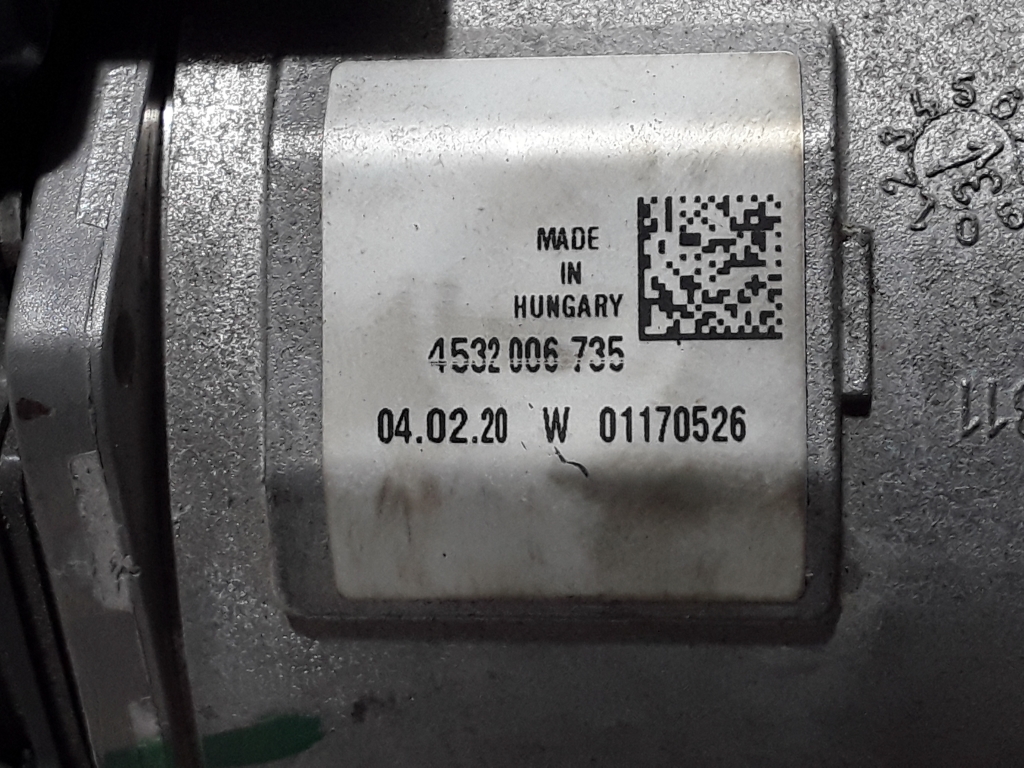 MADE
IN
HUNGARY
4532 006 735
04.02.20 W 01170526